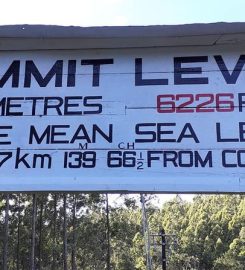 MMIT LEV
METRES 6226 F
E MEAN SEA LE
7km 139 M 66½ CH FROM CO